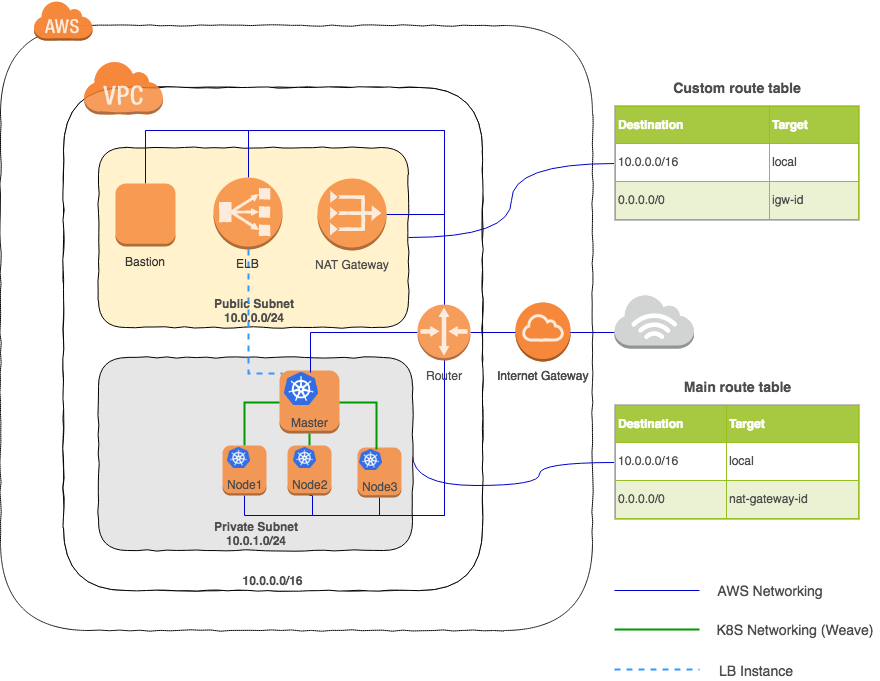 AWS
VPC
Custom route table
Destination Target
10.0.0.0/16 local
0.0.0.0/0 igw-id
Bastion
ELB
NAT Gateway
Public Subnet
10.0.0.0/24
Router
Internet Gateway
Main route table
Destination Target
10.0.0.0/16 local
0.0.0.0/0 nat-gateway-id
Master
Node1
Node2
Node3
Private Subnet
10.0.1.0/24
10.0.0.0/16
AWS Networking
K8S Networking (Weave)
LB Instance